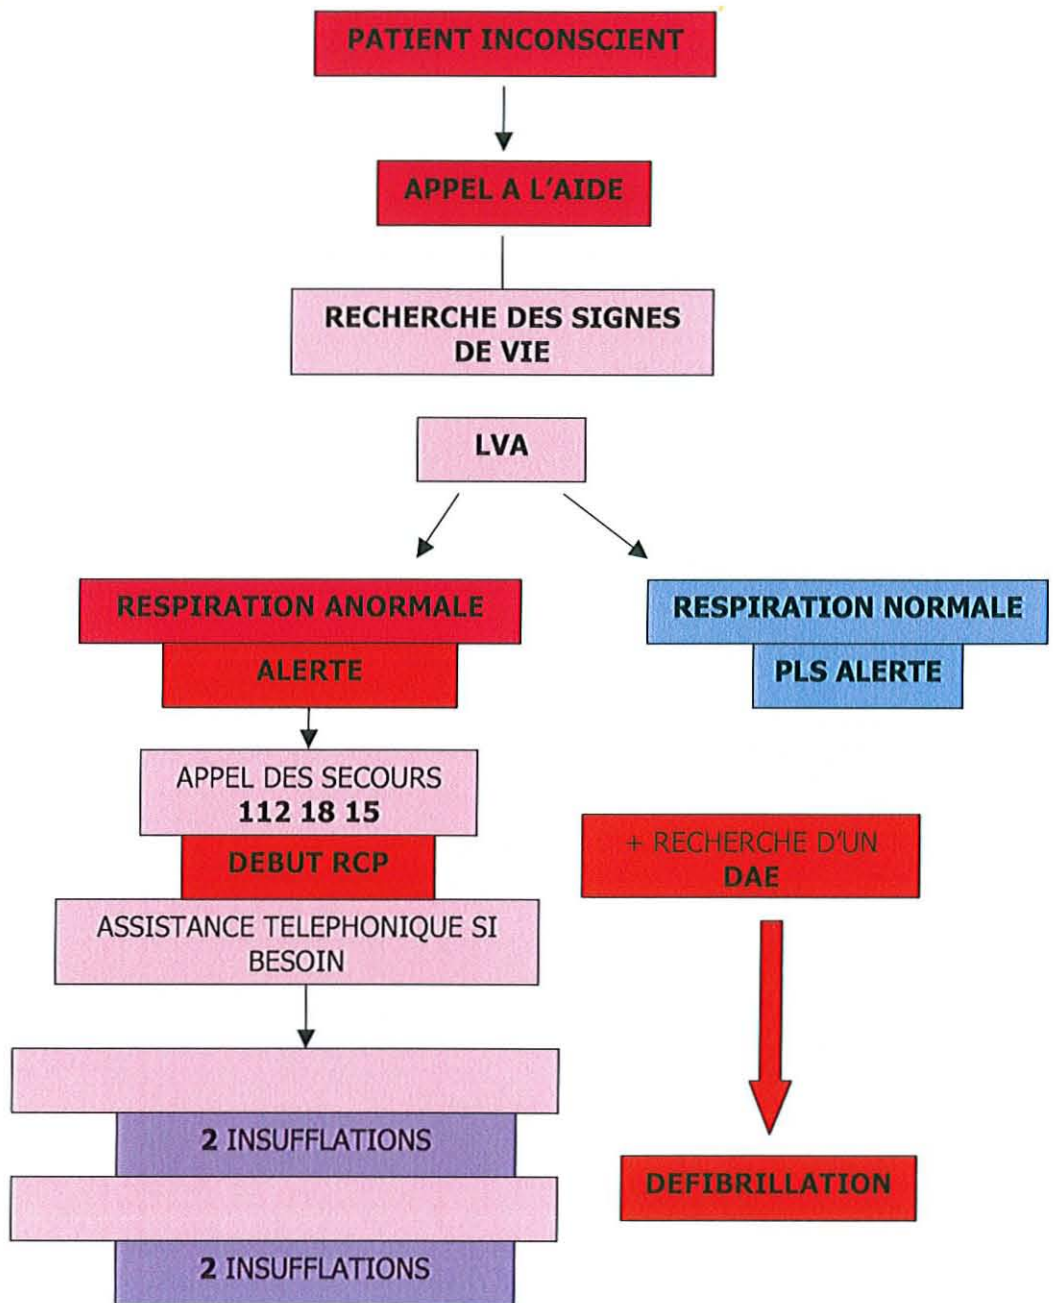 PATIENT INCONSCIENT
APPEL A L'AIDE
RECHERCHE DES SIGNES
DE VIE
LVA
RESPIRATION ANORMALE
ALERTE
RESPIRATION NORMALE
PLS ALERTE
APPEL DES SECOURS
112 18 15
DEBUT RCP
ASSISTANCE TELEPHONIQUE SI
BESOIN
+ RECHERCHE D'UN
DAE
2 INSUFFLATIONS
DEFIBRILLATION
2 INSUFFLATIONS